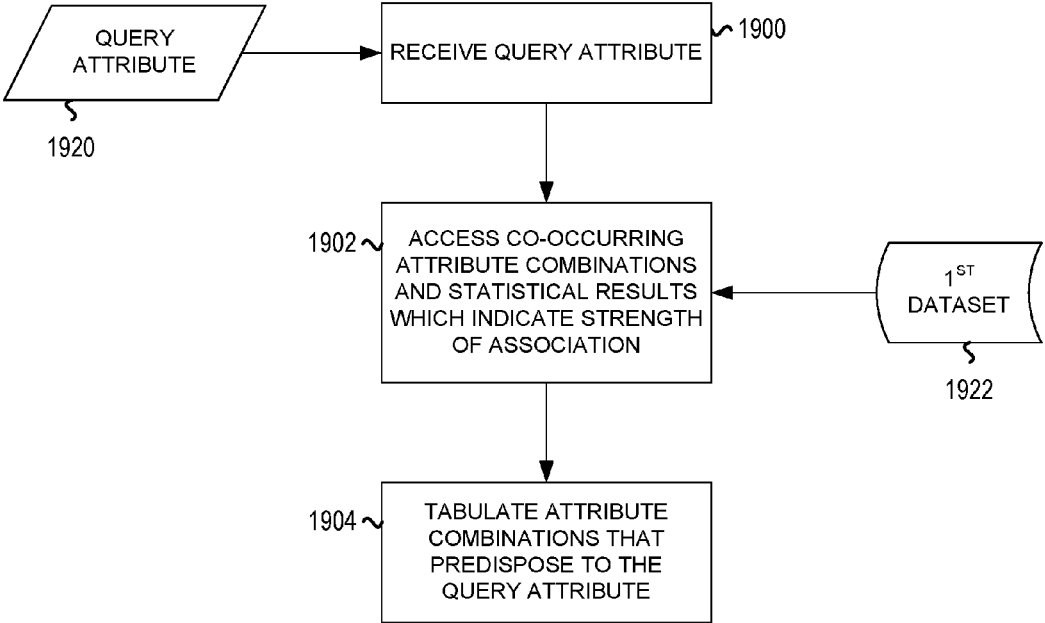 QUERY
ATTRIBUTE
1920
RECEIVE QUERY ATTRIBUTE
1900
1902
ACCESS CO-OCCURRING
ATTRIBUTE COMBINATIONS
AND STATISTICAL RESULTS
WHICH INDICATE STRENGTH
OF ASSOCIATION
1ST
DATASET
1922
1904
TABULATE ATTRIBUTE
COMBINATIONS THAT
PREDISPOSE TO THE
QUERY ATTRIBUTE